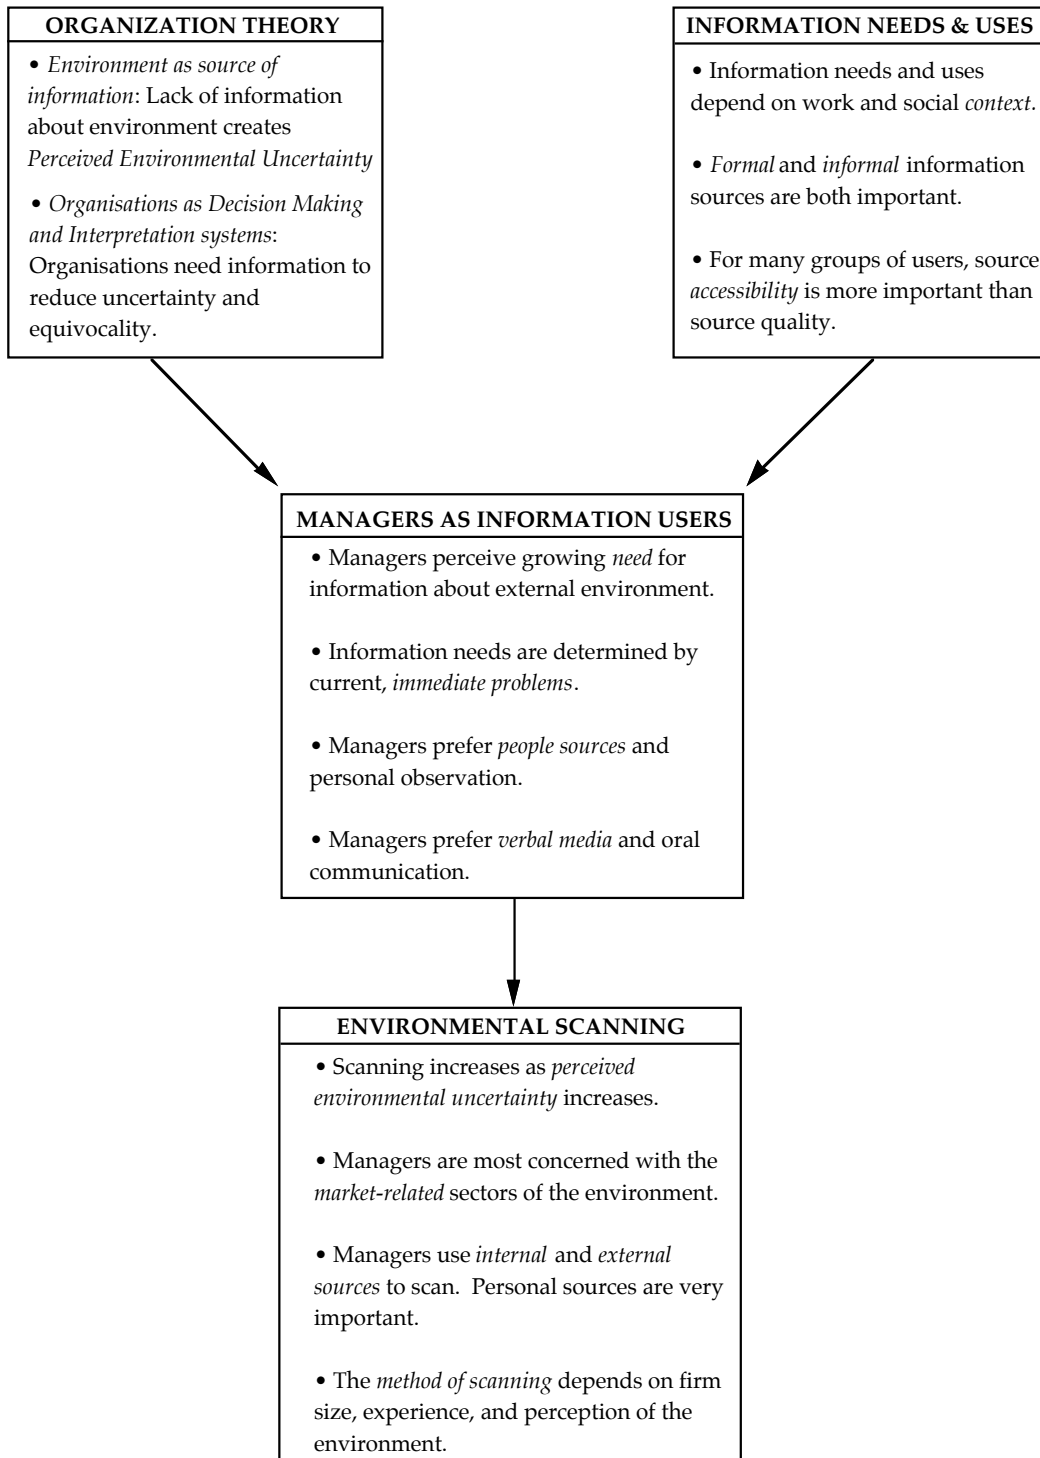 ORGANIZATION THEORY
• Environment as source of
information: Lack of information
about environment creates
Perceived Environmental Uncertainty
• Organisations as Decision Making
and Interpretation systems:
Organisations need information to
reduce uncertainty and
equivocality.
INFORMATION NEEDS & USES
• Information needs and uses
depend on work and social context.
• Formal and informal information
sources are both important.
• For many groups of users, source
accessibility is more important than
source quality.
MANAGERS AS INFORMATION USERS
• Managers perceive growing need for
information about external environment.
• Information needs are determined by
current, immediate problems.
• Managers prefer people sources and
personal observation.
• Managers prefer verbal media and oral
communication.
ENVIRONMENTAL SCANNING
• Scanning increases as perceived
environmental uncertainty increases.
• Managers are most concerned with the
market-related sectors of the environment.
• Managers use internal and external
sources to scan. Personal sources are very
important.
• The method of scanning depends on firm
size, experience, and perception of the
environment.